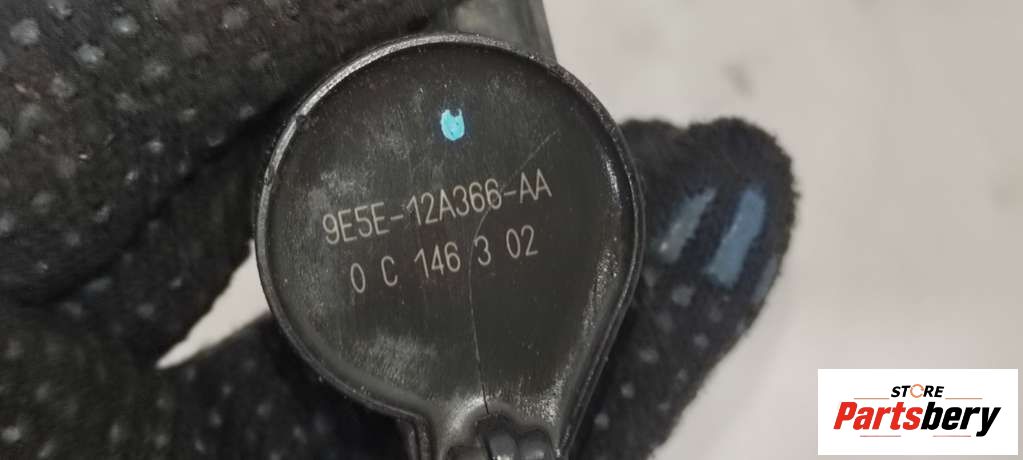 9E5E-12A366-AA
0 C 146 3 02
STORE
Partsbery